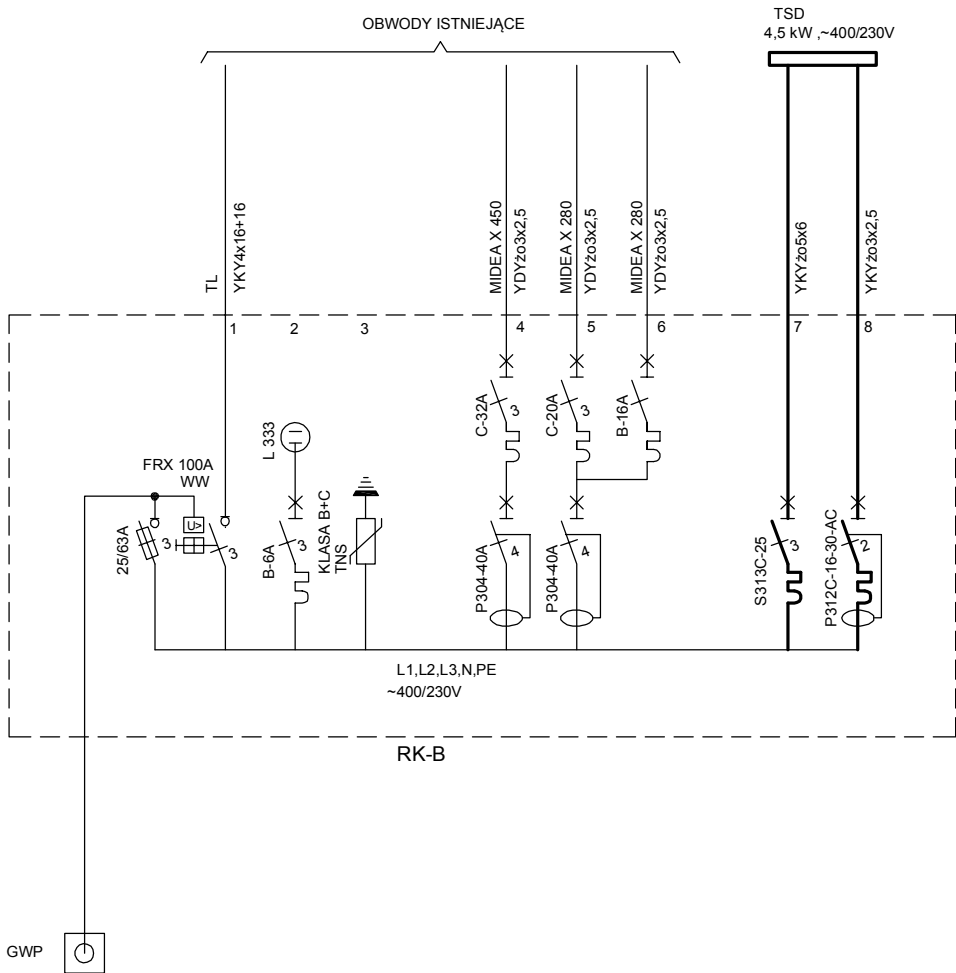 OBWODY ISTNIEJĄCE
TSD
4,5 kW ,~400/230V
TL
YKY4x16+16
MIDEA X 450
YDYżo3x2,5
MIDEA X 280
YDYżo3x2,5
MIDEA X 280
YDYżo3x2,5
YKYżo5x6
YKYżo3x2,5
1
2
3
4
5
6
7
8
C-32A
3
C-20A
3
B-16A
L 333
FRX 100A
WW
U>
25/63A
3
3
B-6A
3
KLASA B+C
TNS
P304-40A
4
P304-40A
4
S313C-25
3
P312C-16-30-AC
2
L1,L2,L3,N,PE
~400/230V
RK-B
GWP